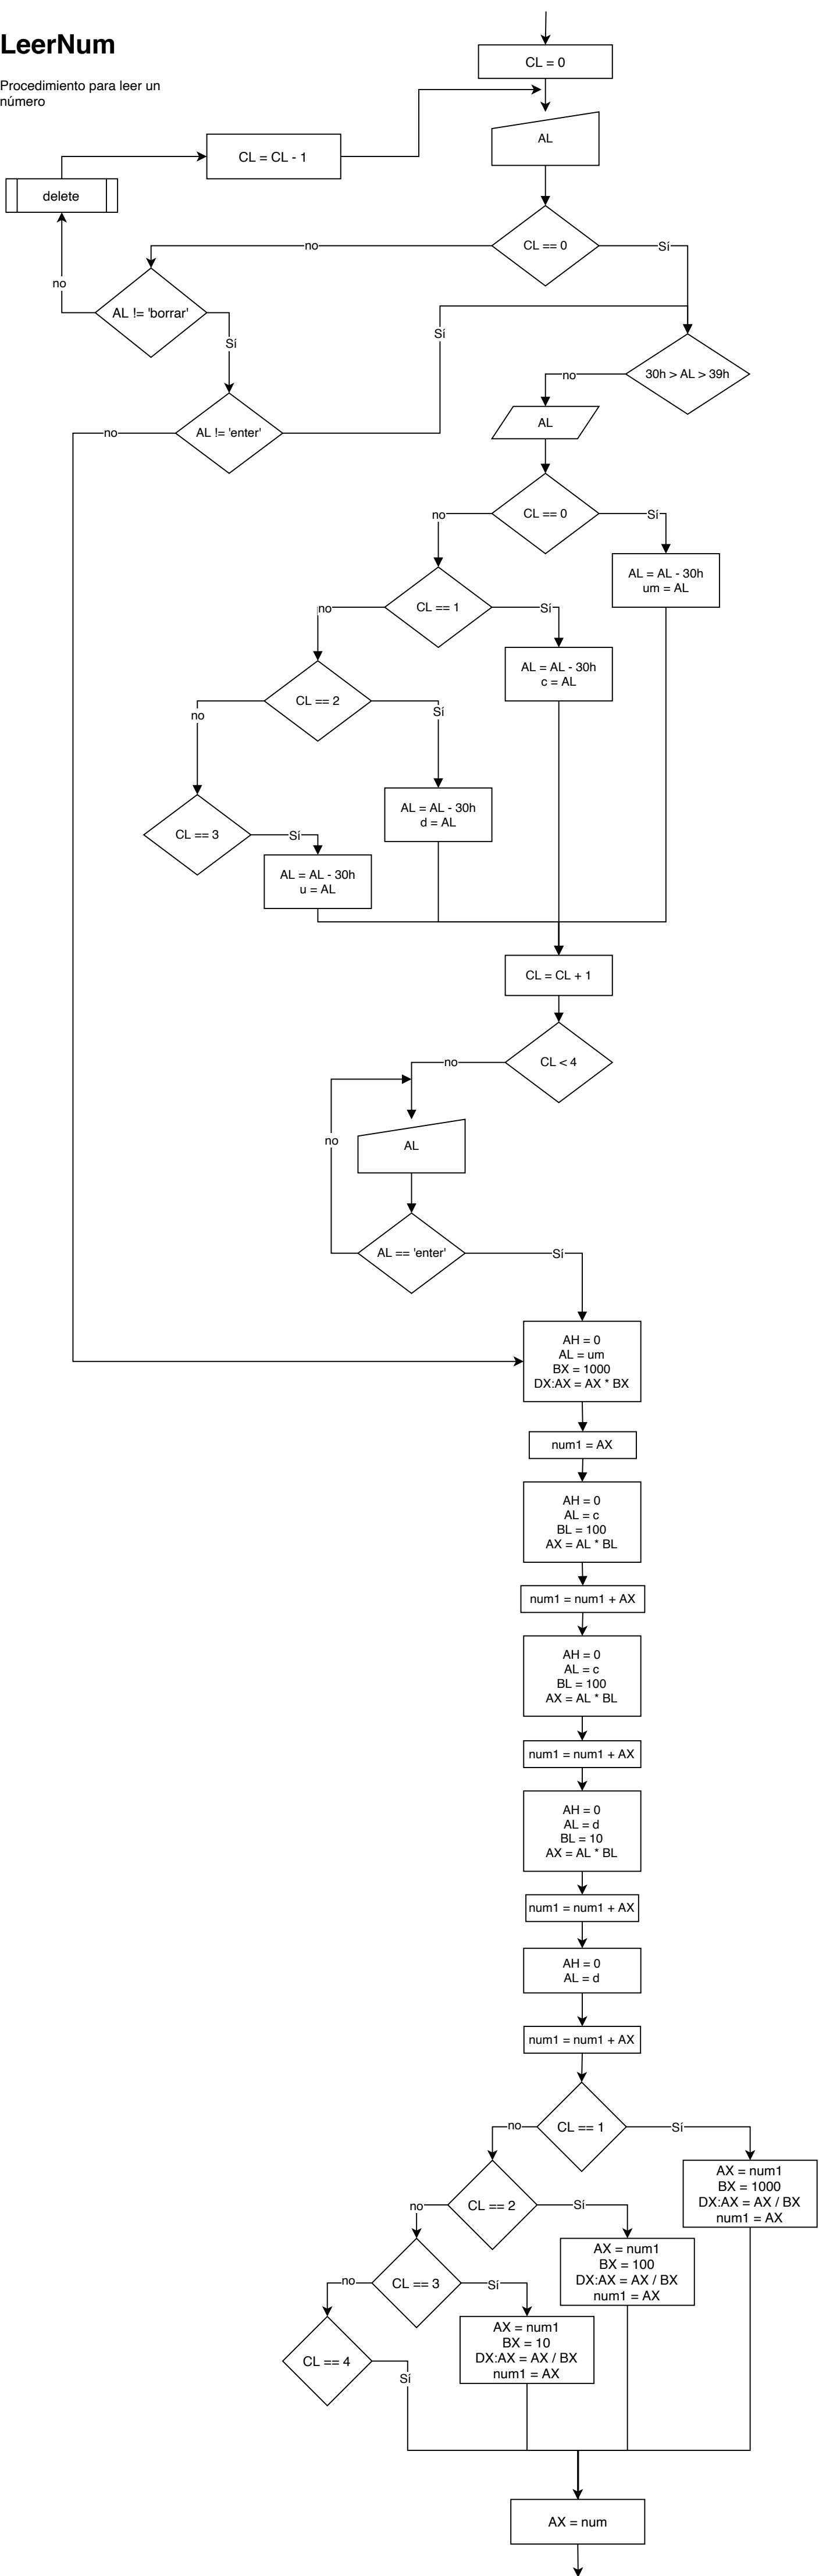 LeerNum
Procedimiento para leer un
número
CL = 0
AL
CL = CL - 1
delete
CL == 0
no
Sí
AL != 'borrar'
no
Sí
AL != 'enter'
no
Sí
30h > AL > 39h
no
AL
CL == 0
no
Sí
AL = AL - 30h
um = AL
CL == 1
no
Sí
AL = AL - 30h
c = AL
CL == 2
no
Sí
AL = AL - 30h
d = AL
CL == 3
Sí
AL = AL - 30h
u = AL
CL = CL + 1
CL < 4
no
AL
no
AL == 'enter'
Sí
AH = 0
AL = um
BX = 1000
DX:AX = AX * BX
num1 = AX
AH = 0
AL = c
BL = 100
AX = AL * BL
num1 = num1 + AX
AH = 0
AL = c
BL = 100
AX = AL * BL
num1 = num1 + AX
AH = 0
AL = d
BL = 10
AX = AL * BL
num1 = num1 + AX
AH = 0
AL = d
num1 = num1 + AX
CL == 1
no
Sí
AX = num1
BX = 1000
DX:AX = AX / BX
num1 = AX
CL == 2
no
Sí
AX = num1
BX = 100
DX:AX = AX / BX
num1 = AX
CL == 3
no
Sí
AX = num1
BX = 10
DX:AX = AX / BX
num1 = AX
CL == 4
Sí
AX = num